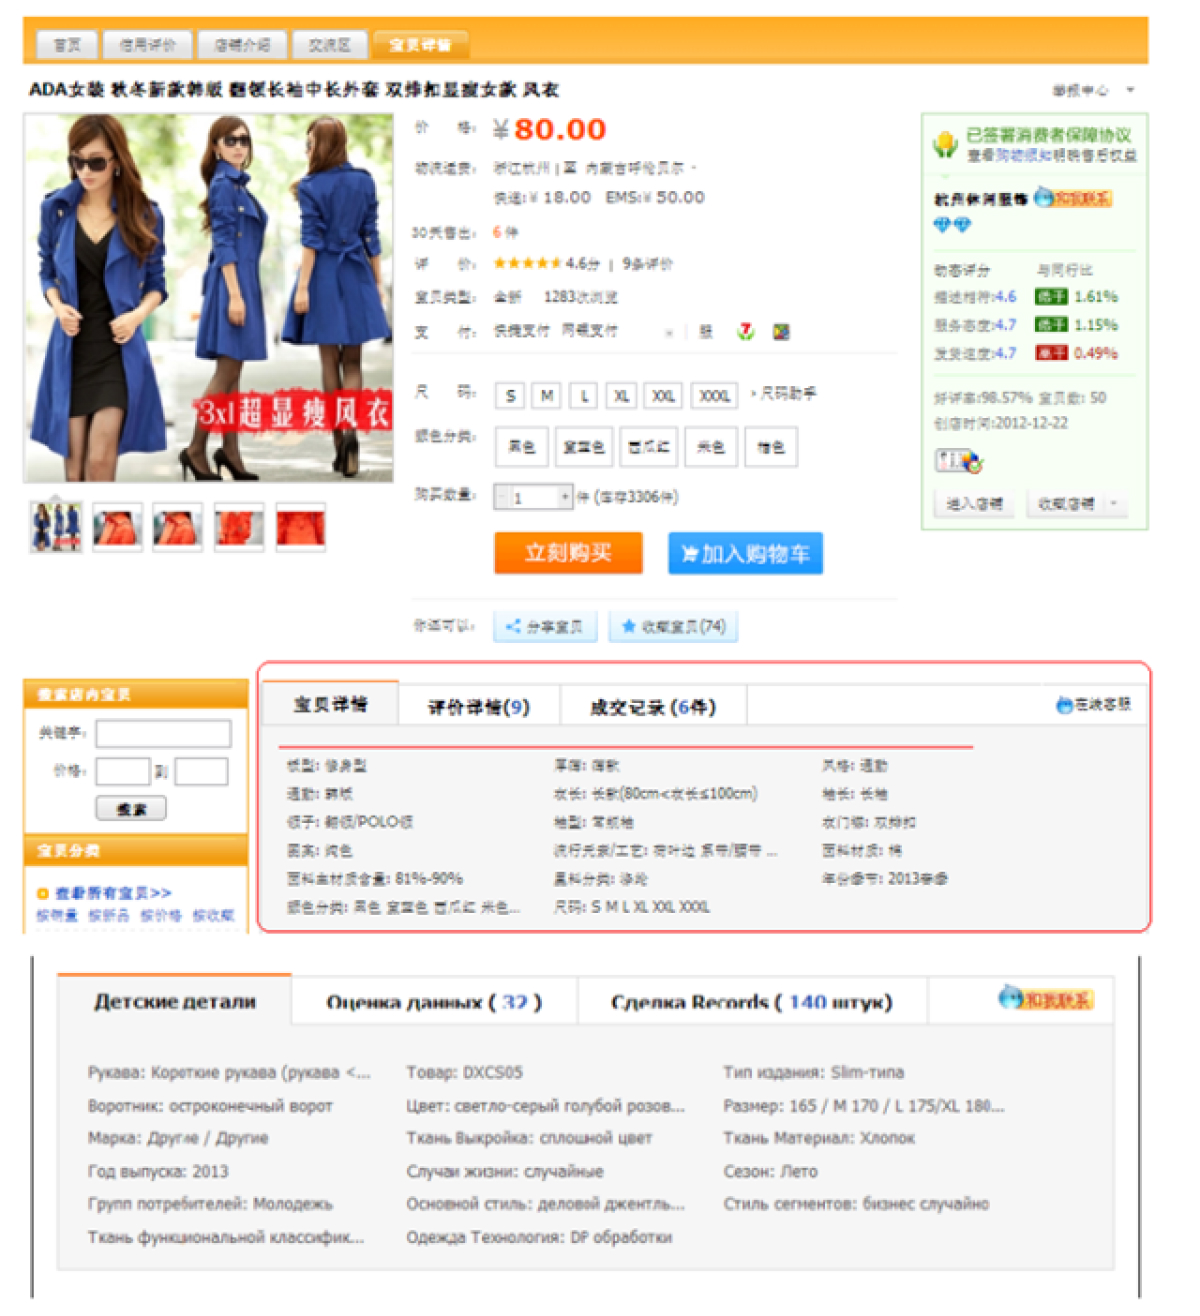 首页 信用评价 店铺介绍 交流区 宝贝详情
ADA女装 秋冬新款韩版 翻领长袖中长外套 双排扣显瘦女款 风衣
举报中心
3xl超显瘦风衣
价 格: ¥80.00
物流运费: 浙江杭州 | 至 内蒙古呼伦贝尔
快递:¥ 18.00 EMS:¥ 50.00
30天售出: 6 件
评 价: 4.6分 | 9条评价
宝贝类型: 全新 1283次浏览
支 付: 快捷支付 网银支付
尺 码: S M L XL XXL XXXL 尺码助手
颜色分类: 黑色 宝蓝色 西瓜红 米色 桔色
购买数量: - 1 + 件 (库存3306件)
立刻购买 加入购物车
你还可以: 分享宝贝 收藏宝贝(74)
已签署消费者保障协议
查看购物须知明确售后权益
杭州休闲服饰 和我联系
动态评分 与同行比
描述相符:4.6 低于 1.61%
服务态度:4.7 低于 1.15%
发货速度:4.7 高于 0.49%
好评率:98.57% 宝贝数: 50
创店时间:2012-12-22
进入店铺 收藏店铺
搜索店内宝贝
关键字:
价格: 到
搜索
宝贝分类
查看所有宝贝>>
按销量 按新品 按价格 按收藏
宝贝详情 评价详情(9) 成交记录 (6件) 在线客服
版型: 修身型 厚薄: 薄款 风格: 通勤
通勤: 韩版 衣长: 长款(80cm<衣长≤100cm) 袖长: 长袖
领子: 翻领/POLO领 袖型: 常规袖 衣门襟: 双排扣
图案: 纯色 流行元素/工艺: 荷叶边 系带/腰带 ... 面料材质: 棉
面料主材质含量: 81%-90% 里料分类: 涤纶 年份季节: 2013春季
颜色分类: 黑色 宝蓝色 西瓜红 米色... 尺码: S M L XL XXL XXXL
Детские детали Оценка данных ( 32 ) Сделка Records ( 140 штук) 和我联系
Рукава: Короткие рукава (рукава <... Товар: DXCS05 Тип издания: Slim-типа
Воротник: остроконечный ворот Цвет: светло-серый голубой розов... Размер: 165 / M 170 / L 175/XL 180...
Марка: Другие / Другие Ткань Выкройка: сплошной цвет Ткань Материал: Хлопок
Год выпуска: 2013 Случаи жизни: случайные Сезон: Лето
Групп потребителей: Молодежь Основной стиль: деловой джентль... Стиль сегментов: бизнес случайно
Ткань функциональной классифик... Одежда Технология: DP обработки